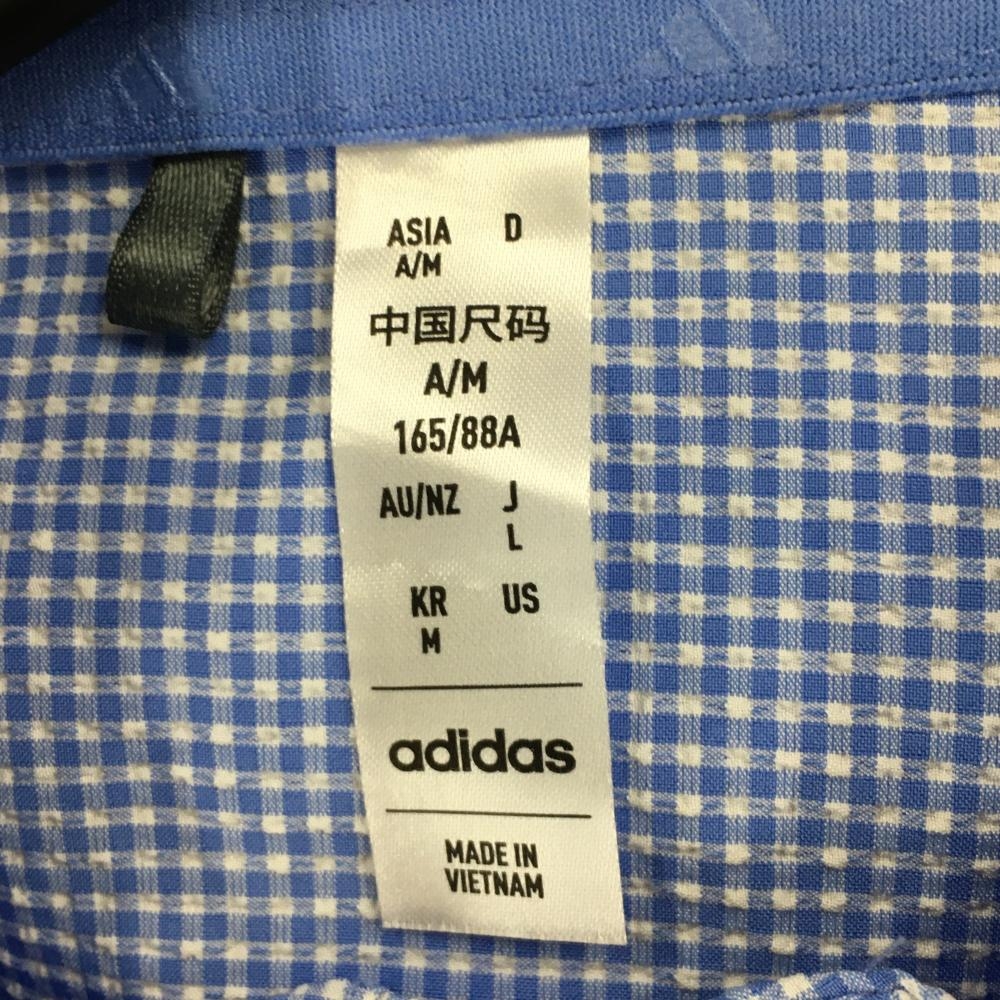 ASIA D
A/M
中国尺码
A/M
165/88A
AU/NZ J
L
KR US
M
adidas
MADE IN
VIETNAM